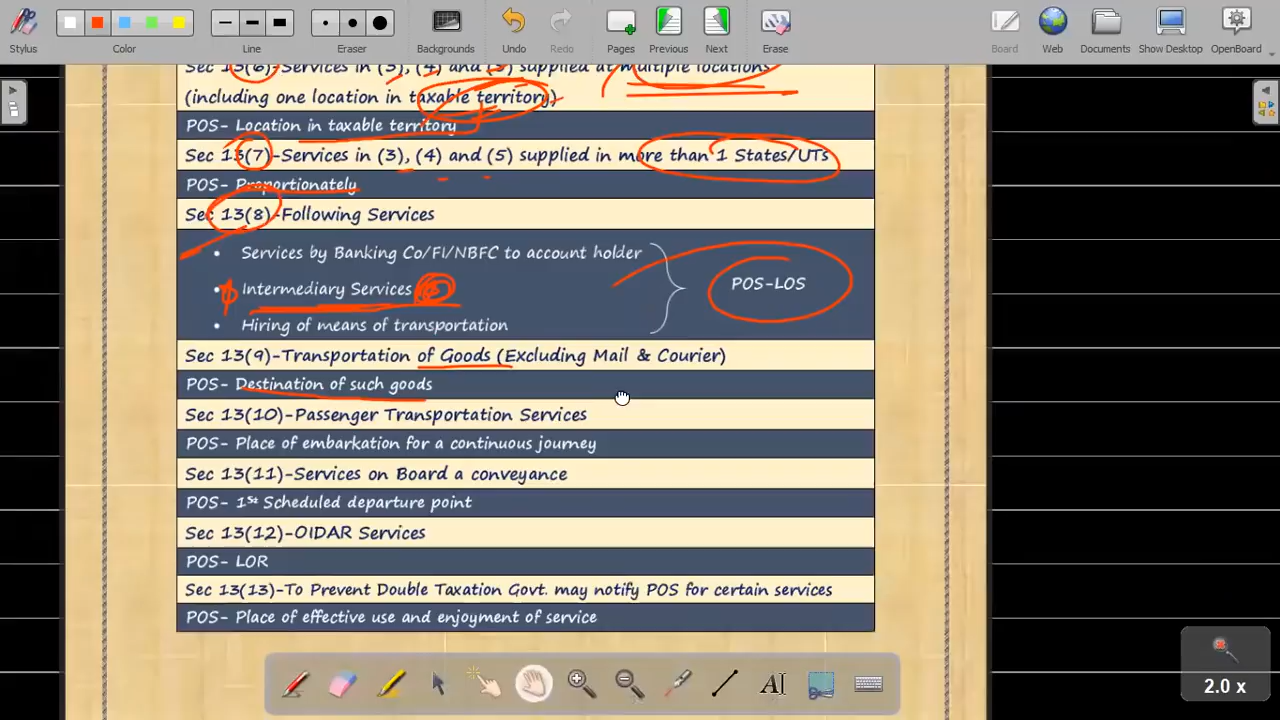 Stylus
Color
Line
Eraser
Backgrounds
Undo
Redo
Pages
Previous
Next
Erase
Board
Web
Documents
Show Desktop
OpenBoard
Sec 13(6)-Services in (3), (4) and (5) supplied at multiple locations
(including one location in taxable territory)
POS- Location in taxable territory
Sec 13(7)-Services in (3), (4) and (5) supplied in more than 1 States/UTs
POS- Proportionately
Sec 13(8)-Following Services
• Services by Banking Co/FI/NBFC to account holder
• Intermediary Services
• Hiring of means of transportation
POS-LOS
Sec 13(9)-Transportation of Goods (Excluding Mail & Courier)
POS- Destination of such goods
Sec 13(10)-Passenger Transportation Services
POS- Place of embarkation for a continuous journey
Sec 13(11)-Services on Board a conveyance
POS- 1st Scheduled departure point
Sec 13(12)-OIDAR Services
POS- LOR
Sec 13(13)-To Prevent Double Taxation Govt. may notify POS for certain services
POS- Place of effective use and enjoyment of service
2.0 x